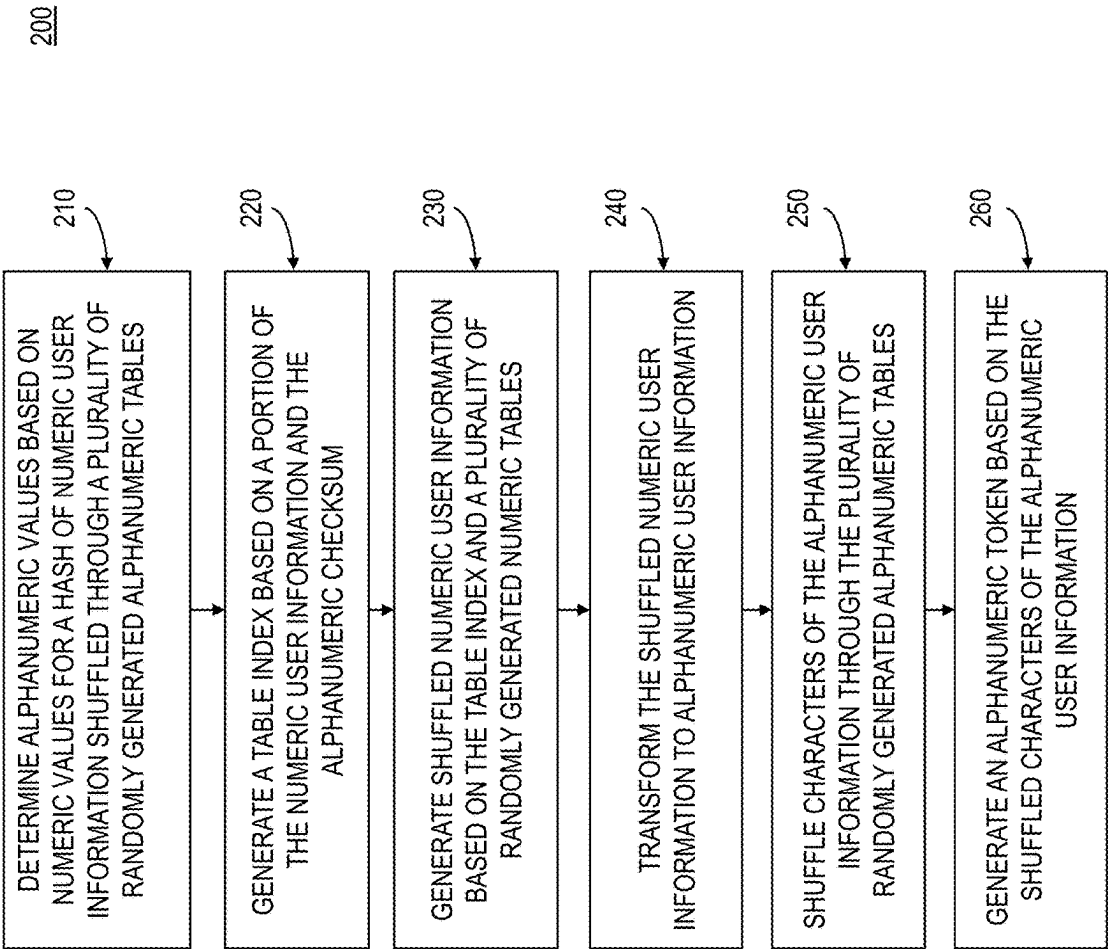 200
210
DETERMINE ALPHANUMERIC VALUES BASED ON
NUMERIC VALUES FOR A HASH OF NUMERIC USER
INFORMATION SHUFFLED THROUGH A PLURALITY OF
RANDOMLY GENERATED ALPHANUMERIC TABLES
220
GENERATE A TABLE INDEX BASED ON A PORTION OF
THE NUMERIC USER INFORMATION AND THE
ALPHANUMERIC CHECKSUM
230
GENERATE SHUFFLED NUMERIC USER INFORMATION
BASED ON THE TABLE INDEX AND A PLURALITY OF
RANDOMLY GENERATED NUMERIC TABLES
240
TRANSFORM THE SHUFFLED NUMERIC USER
INFORMATION TO ALPHANUMERIC USER INFORMATION
250
SHUFFLE CHARACTERS OF THE ALPHANUMERIC USER
INFORMATION THROUGH THE PLURALITY OF
RANDOMLY GENERATED ALPHANUMERIC TABLES
260
GENERATE AN ALPHANUMERIC TOKEN BASED ON THE
SHUFFLED CHARACTERS OF THE ALPHANUMERIC
USER INFORMATION